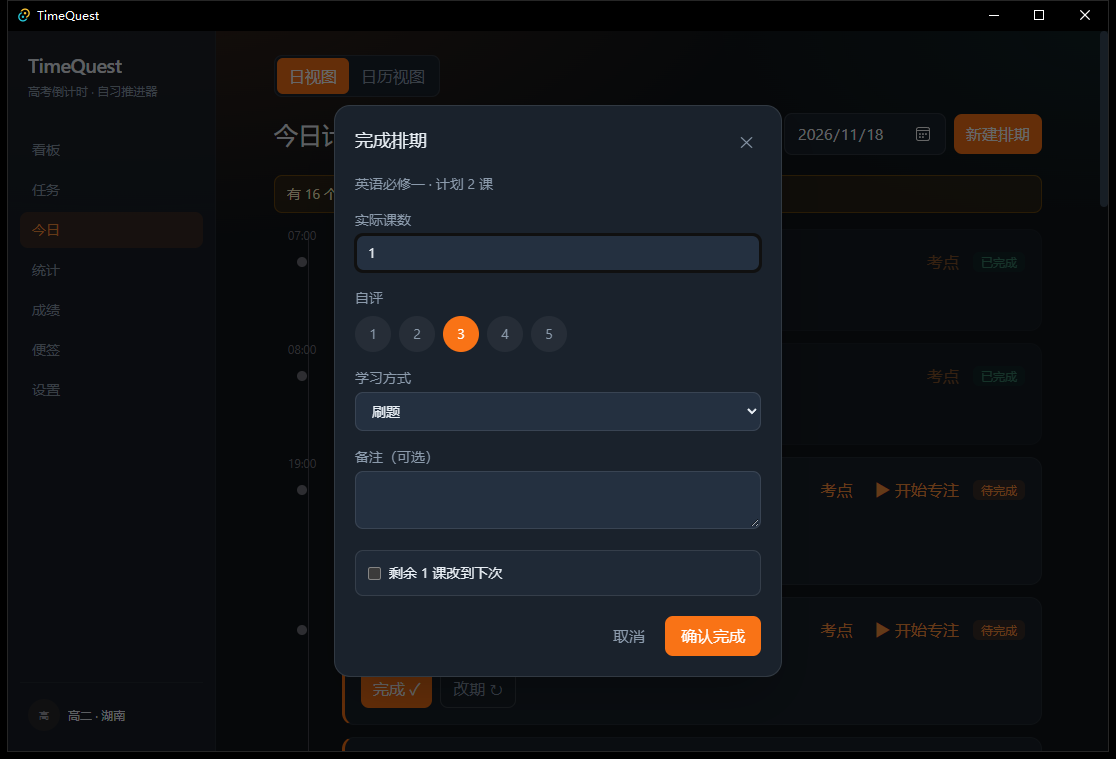 TimeQuest
TimeQuest
高考倒计时 · 自习推进器
看板
任务
今日
统计
成绩
便签
设置
高
高二 · 湖南
日视图
日历视图
今日计
2026/11/18
新建排期
有 16 个
07:00
考点
已完成
08:00
考点
已完成
19:00
考点
▶ 开始专注
待完成
考点
▶ 开始专注
待完成
完成 ✓
改期 ↻
完成排期
英语必修一 · 计划 2 课
实际课数
1
自评
1 2 3 4 5
学习方式
刷题
备注（可选）
剩余 1 课改到下次
取消
确认完成